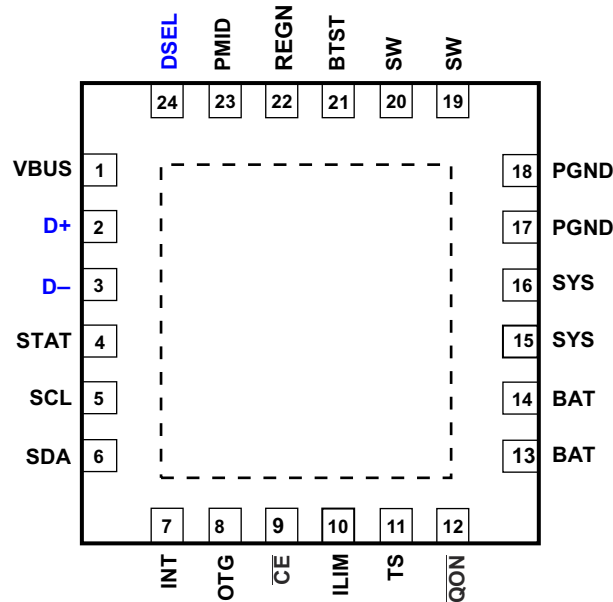 DSEL PMID REGN BTST SW SW
24 23 22 21 20 19
VBUS 1 18 PGND
D+ 2 17 PGND
D– 3 16 SYS
STAT 4 15 SYS
SCL 5 14 BAT
SDA 6 13 BAT
7 8 9 10 11 12
INT OTG C̅E̅ ILIM TS Q̅O̅N̅